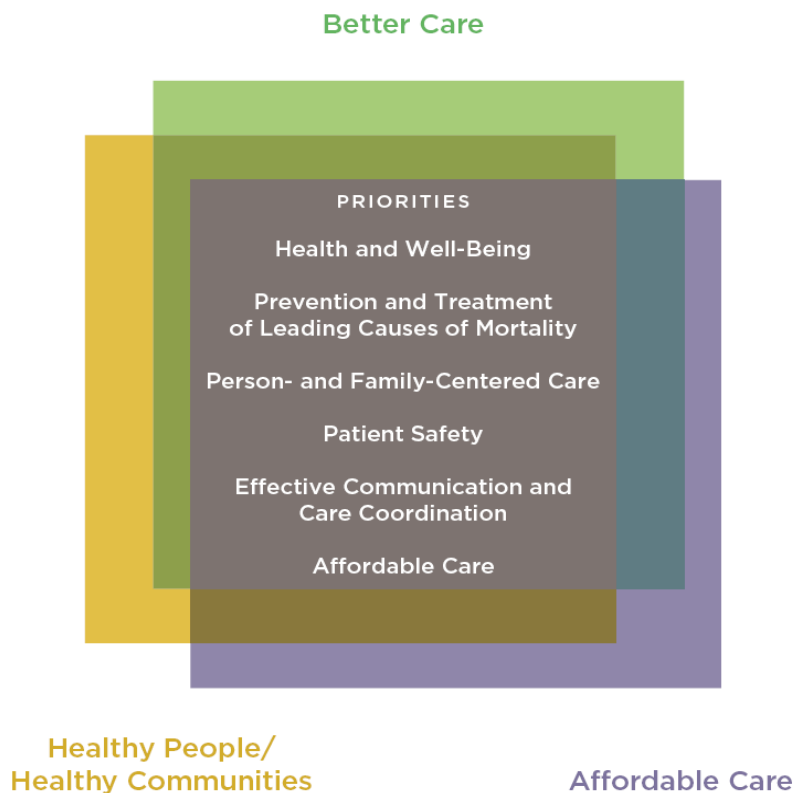 Better Care
PRIORITIES
Health and Well-Being
Prevention and Treatment
of Leading Causes of Mortality
Person- and Family-Centered Care
Patient Safety
Effective Communication and
Care Coordination
Affordable Care
Healthy People/
Healthy Communities
Affordable Care